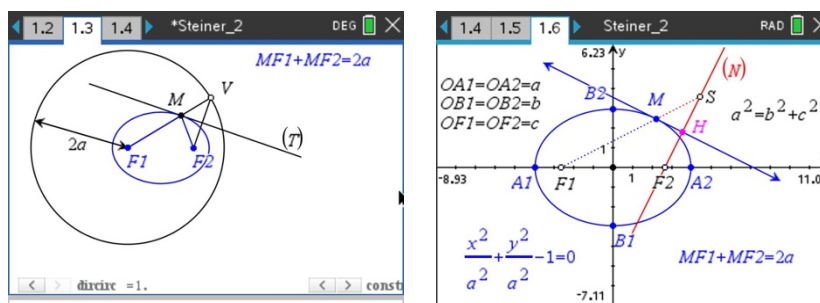 1.2 1.3 1.4 *Steiner_2 DEG
MF1+MF2=2a
V
M
2a
(T)
F1 F2
dircirc =1.
const
1.4 1.5 1.6 Steiner_2 RAD
6.23 y
(N)
OA1=OA2=a
OB1=OB2=b
OF1=OF2=c
B2 M S
a²=b²+c²
H
1
-8.93 A1 F1 F2 1 A2 11.0
B1
x²/a²+y²/a²-1=0
MF1+MF2=2a
-7.11